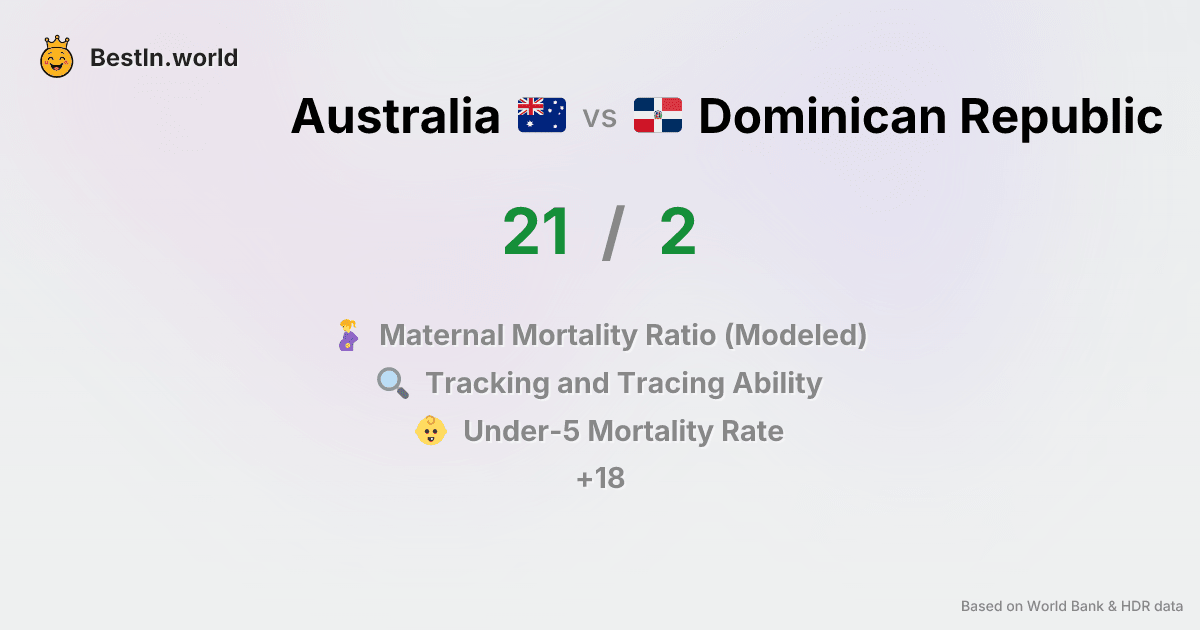 BestIn.world
Australia vs Dominican Republic
21 / 2
Maternal Mortality Ratio (Modeled)
Tracking and Tracing Ability
Under-5 Mortality Rate
+18
Based on World Bank & HDR data